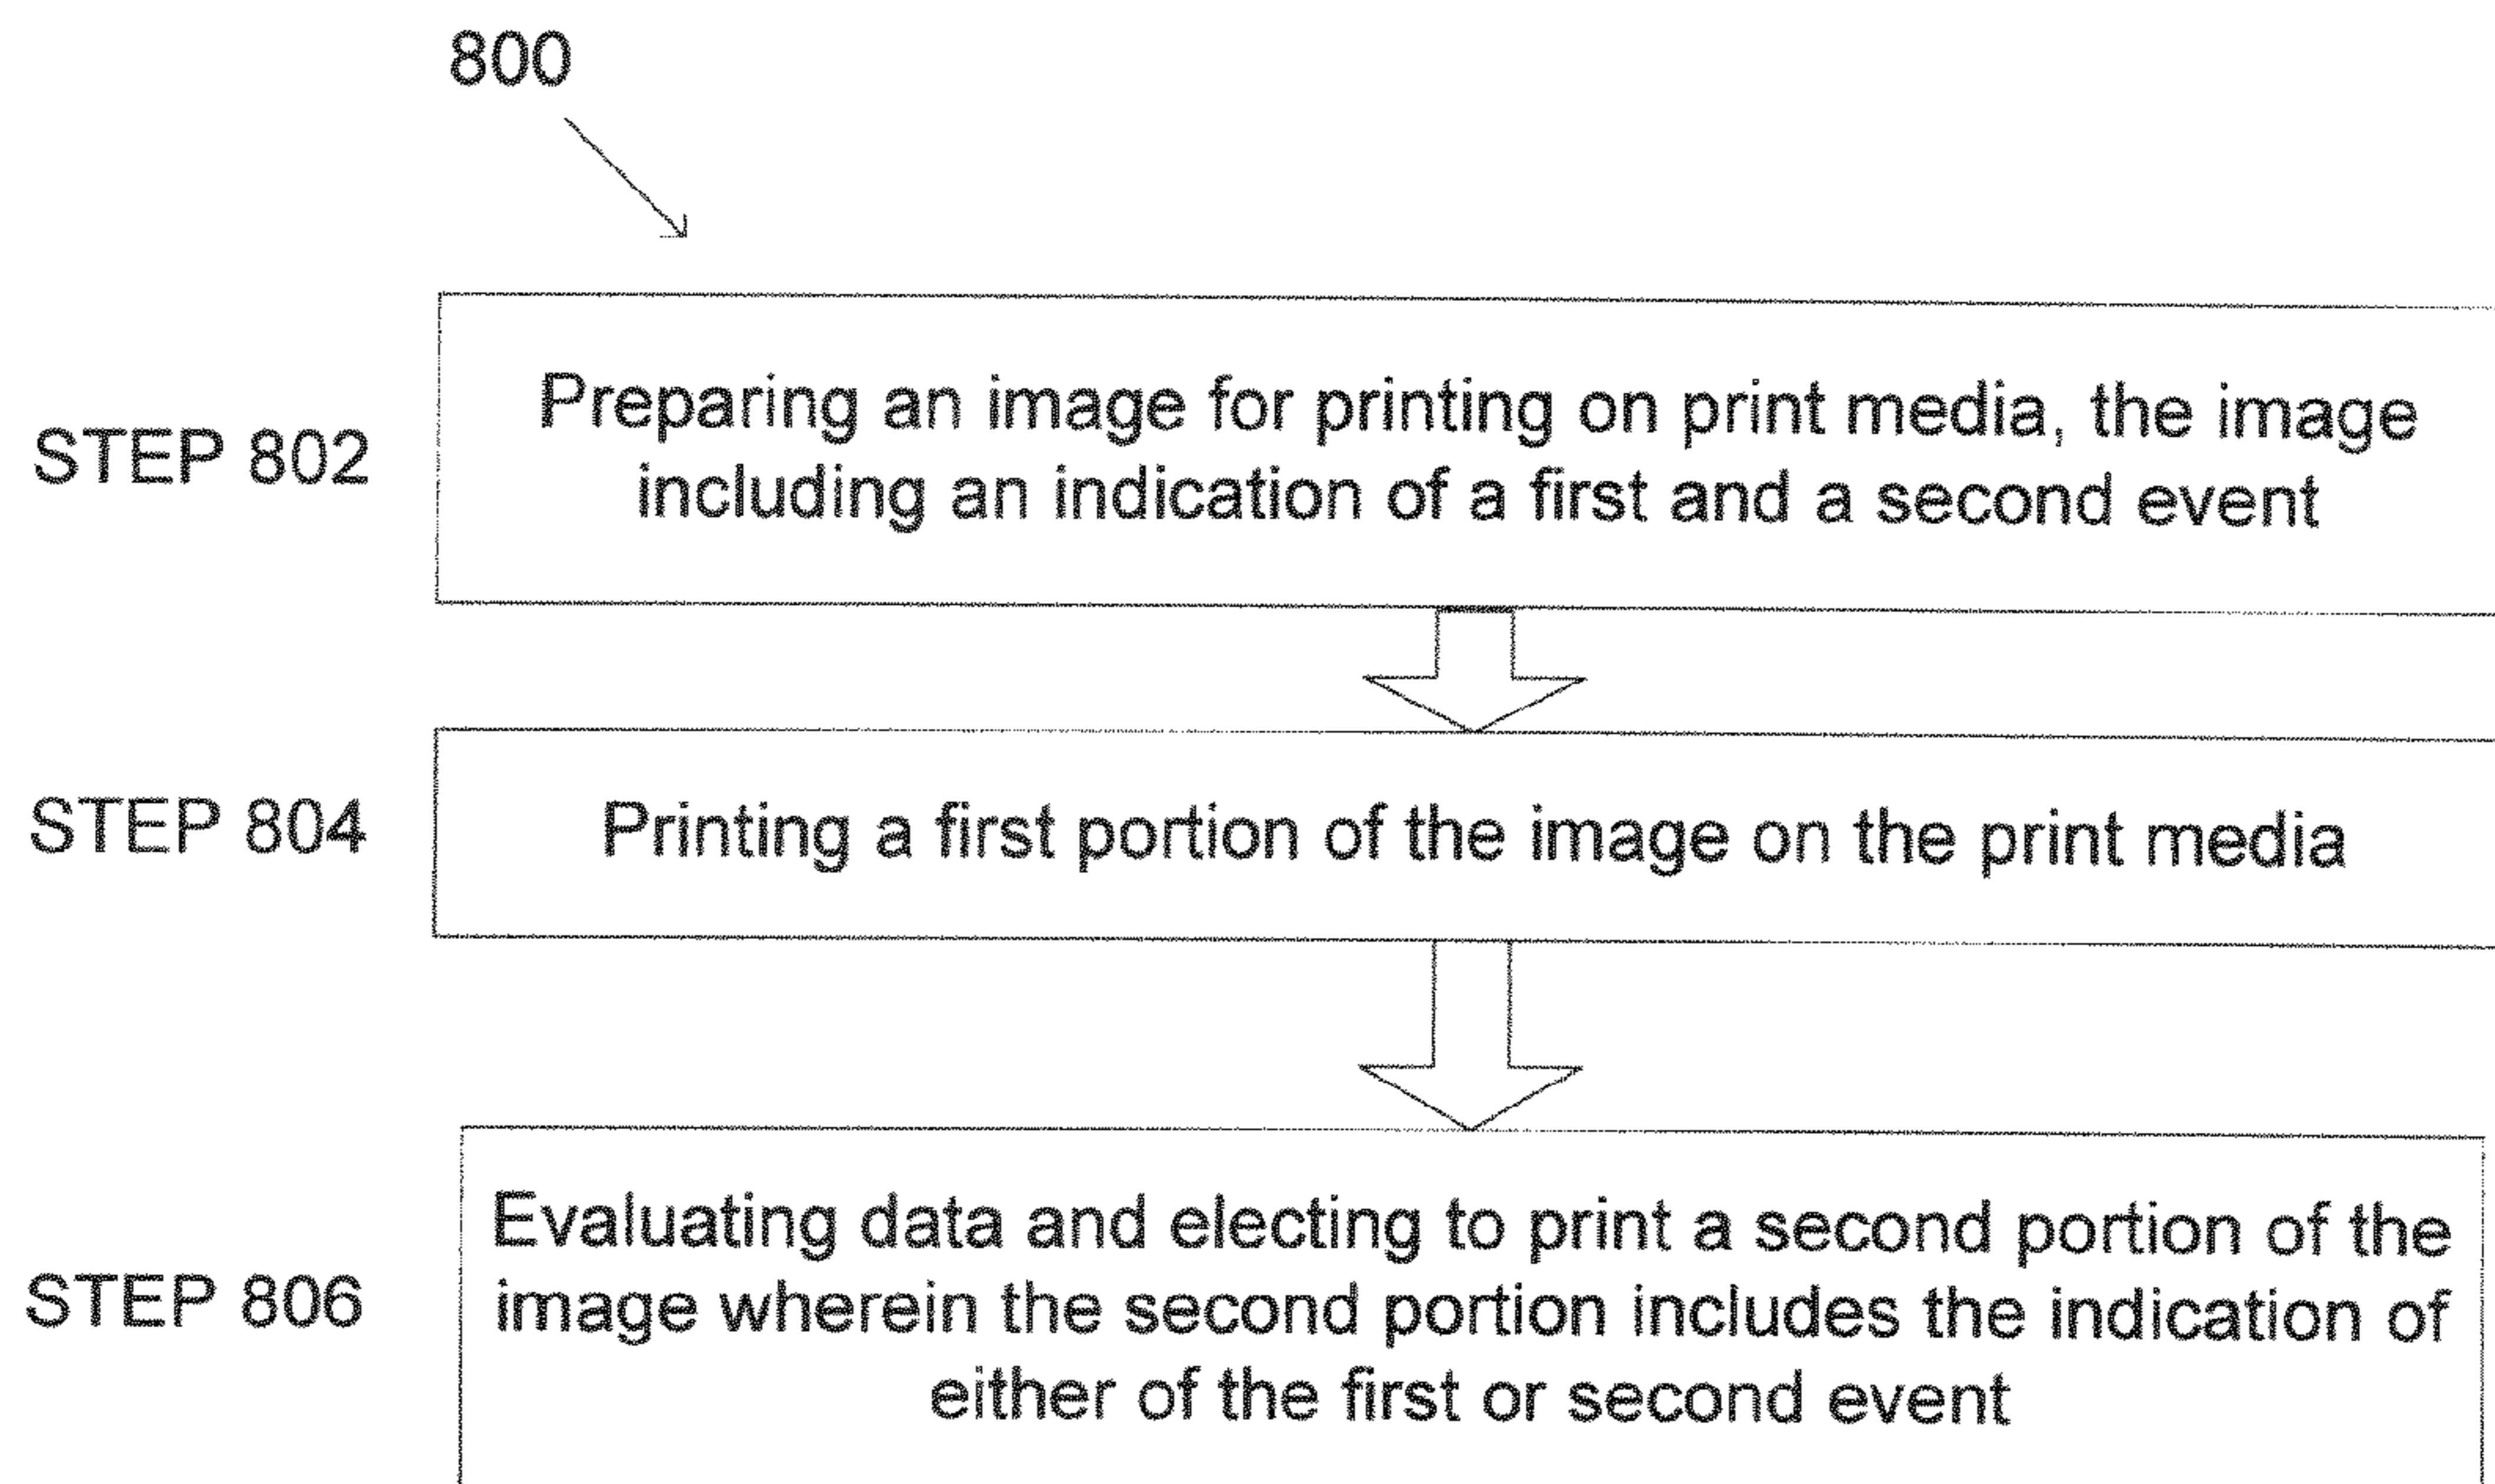 800
STEP 802
Preparing an image for printing on print media, the image
including an indication of a first and a second event
STEP 804
Printing a first portion of the image on the print media
STEP 806
Evaluating data and electing to print a second portion of the
image wherein the second portion includes the indication of
either of the first or second event